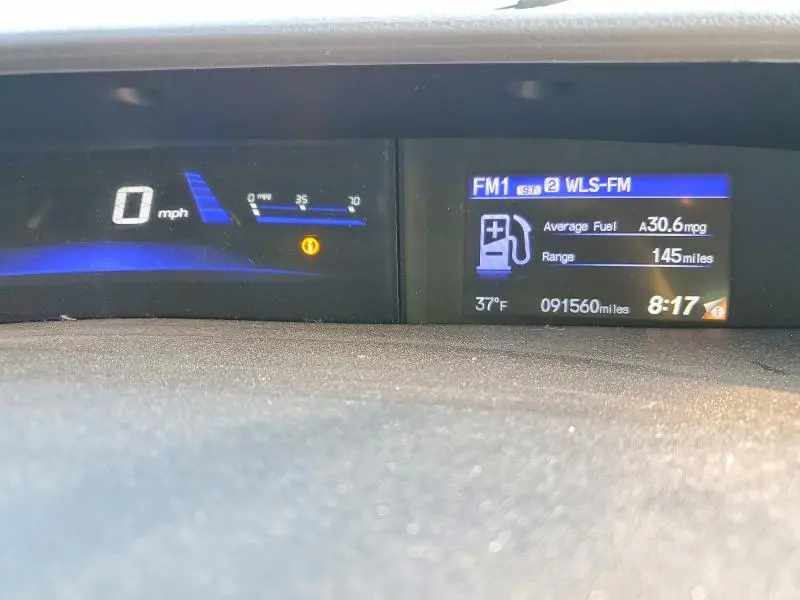 0 mph
0 mpg 35 70
FM1 ST 2 WLS-FM
Average Fuel A30.6mpg
Range 145miles
37°F 091560miles 8:17